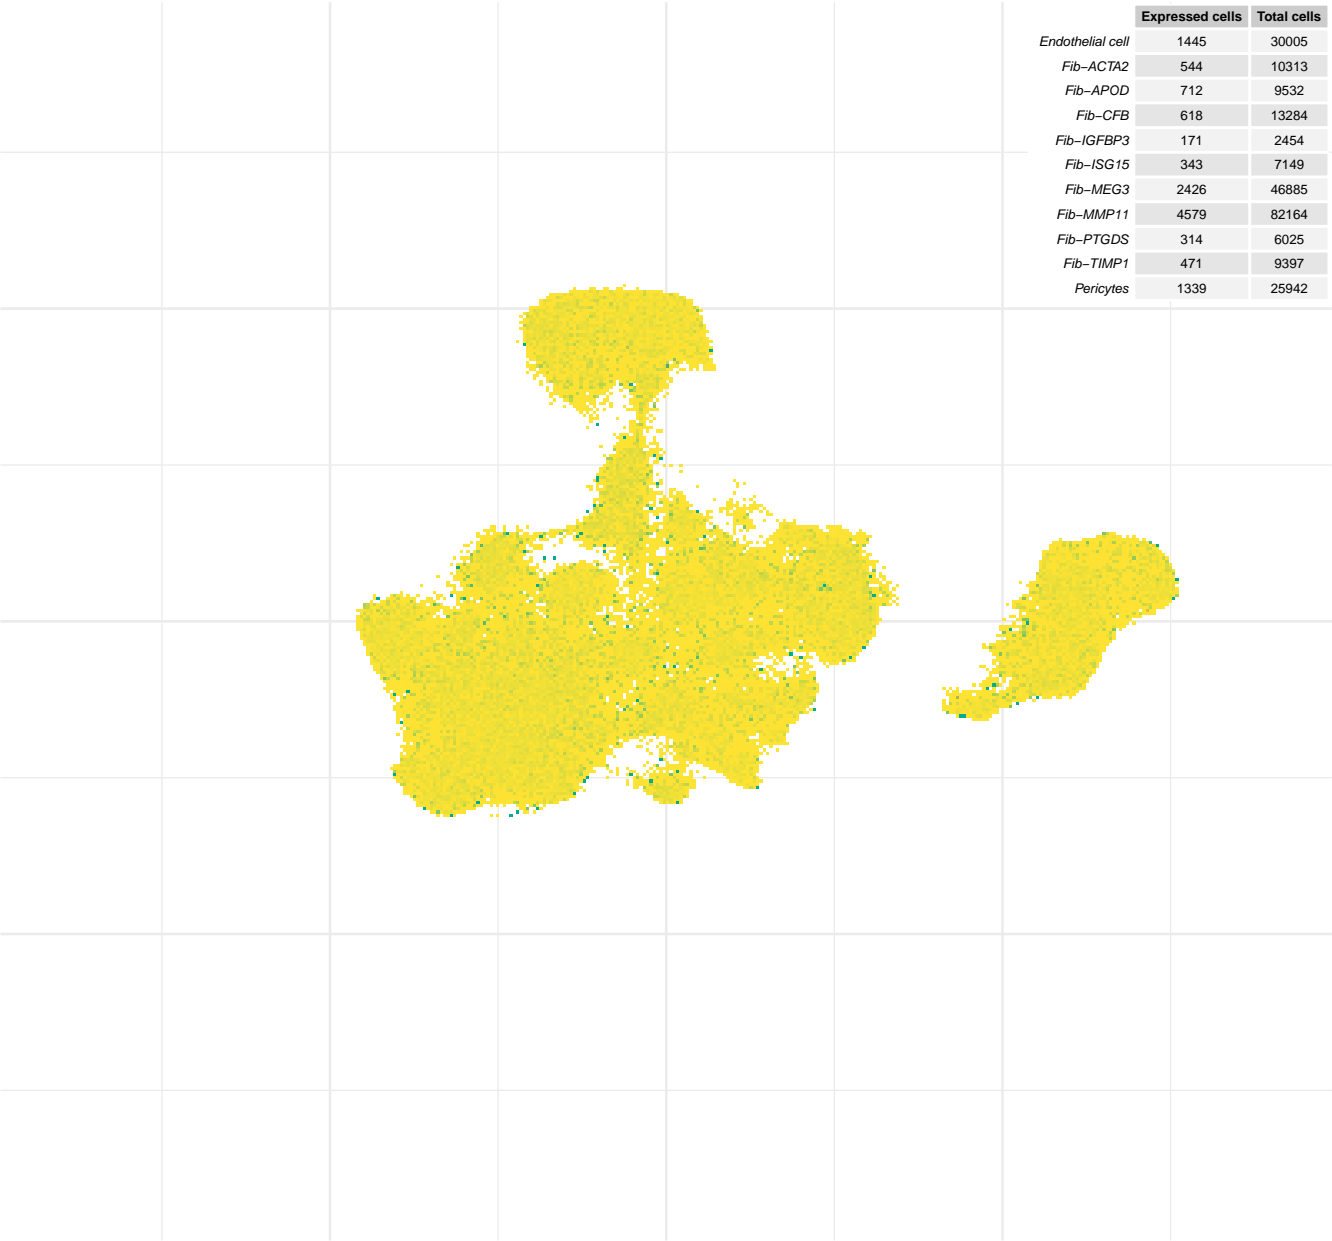 Expressed cells Total cells
Endothelial cell 1445 30005
Fib−ACTA2 544 10313
Fib−APOD 712 9532
Fib−CFB 618 13284
Fib−IGFBP3 171 2454
Fib−ISG15 343 7149
Fib−MEG3 2426 46885
Fib−MMP11 4579 82164
Fib−PTGDS 314 6025
Fib−TIMP1 471 9397
Pericytes 1339 25942